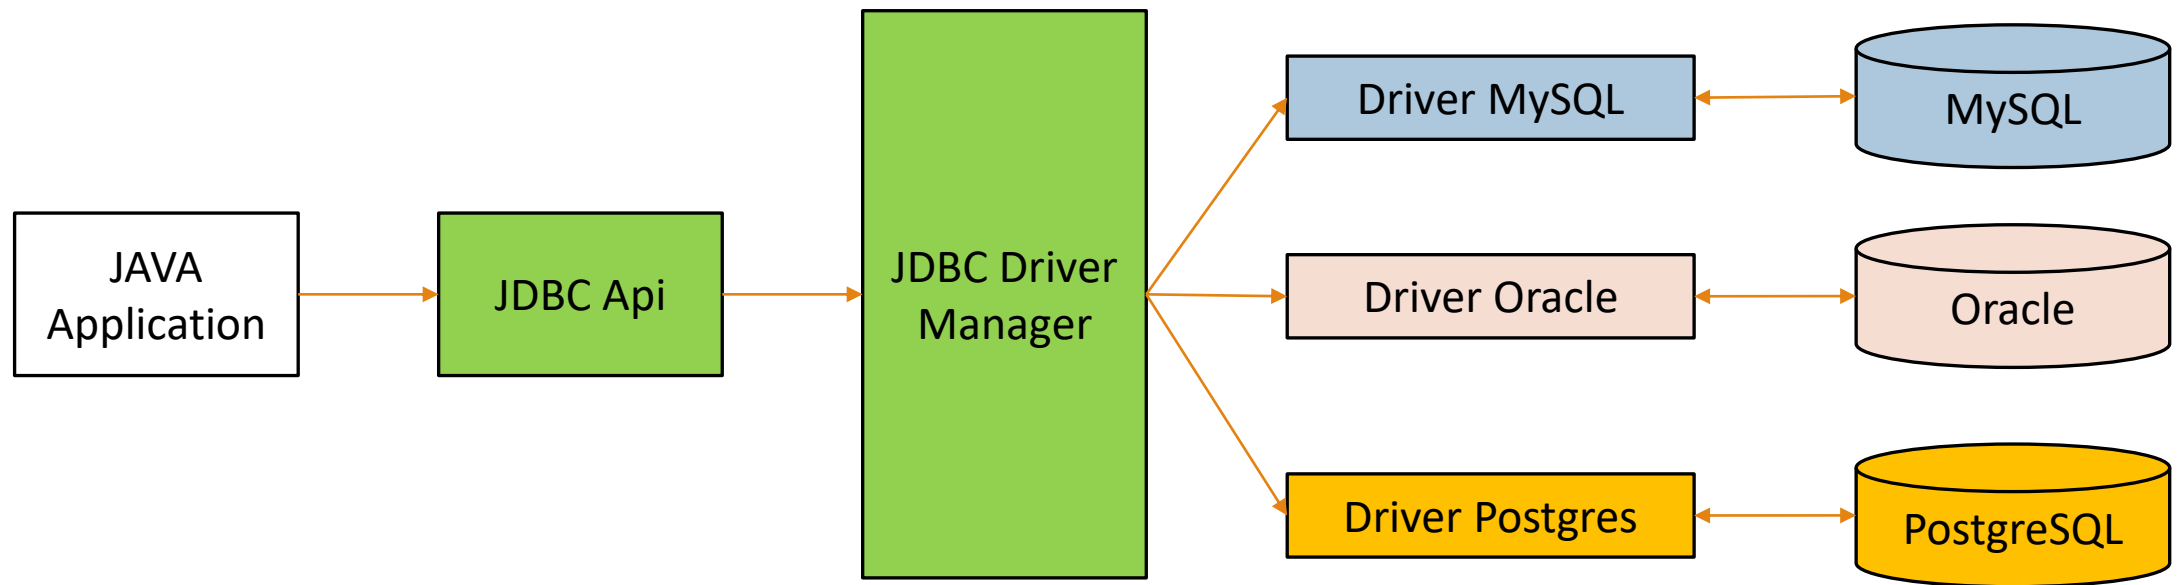 JAVA
Application
JDBC Api
JDBC Driver
Manager
Driver MySQL
MySQL
Driver Oracle
Oracle
Driver Postgres
PostgreSQL